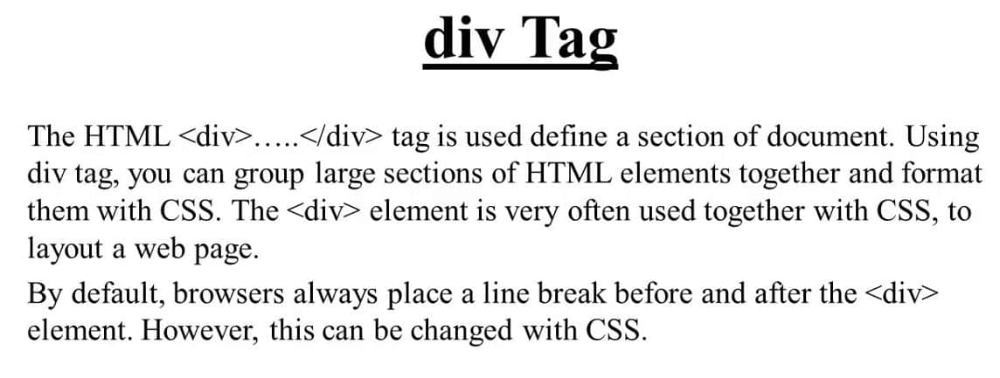 div Tag
The HTML <div>.....</div> tag is used define a section of document. Using
div tag, you can group large sections of HTML elements together and format
them with CSS. The <div> element is very often used together with CSS, to
layout a web page.
By default, browsers always place a line break before and after the <div>
element. However, this can be changed with CSS.